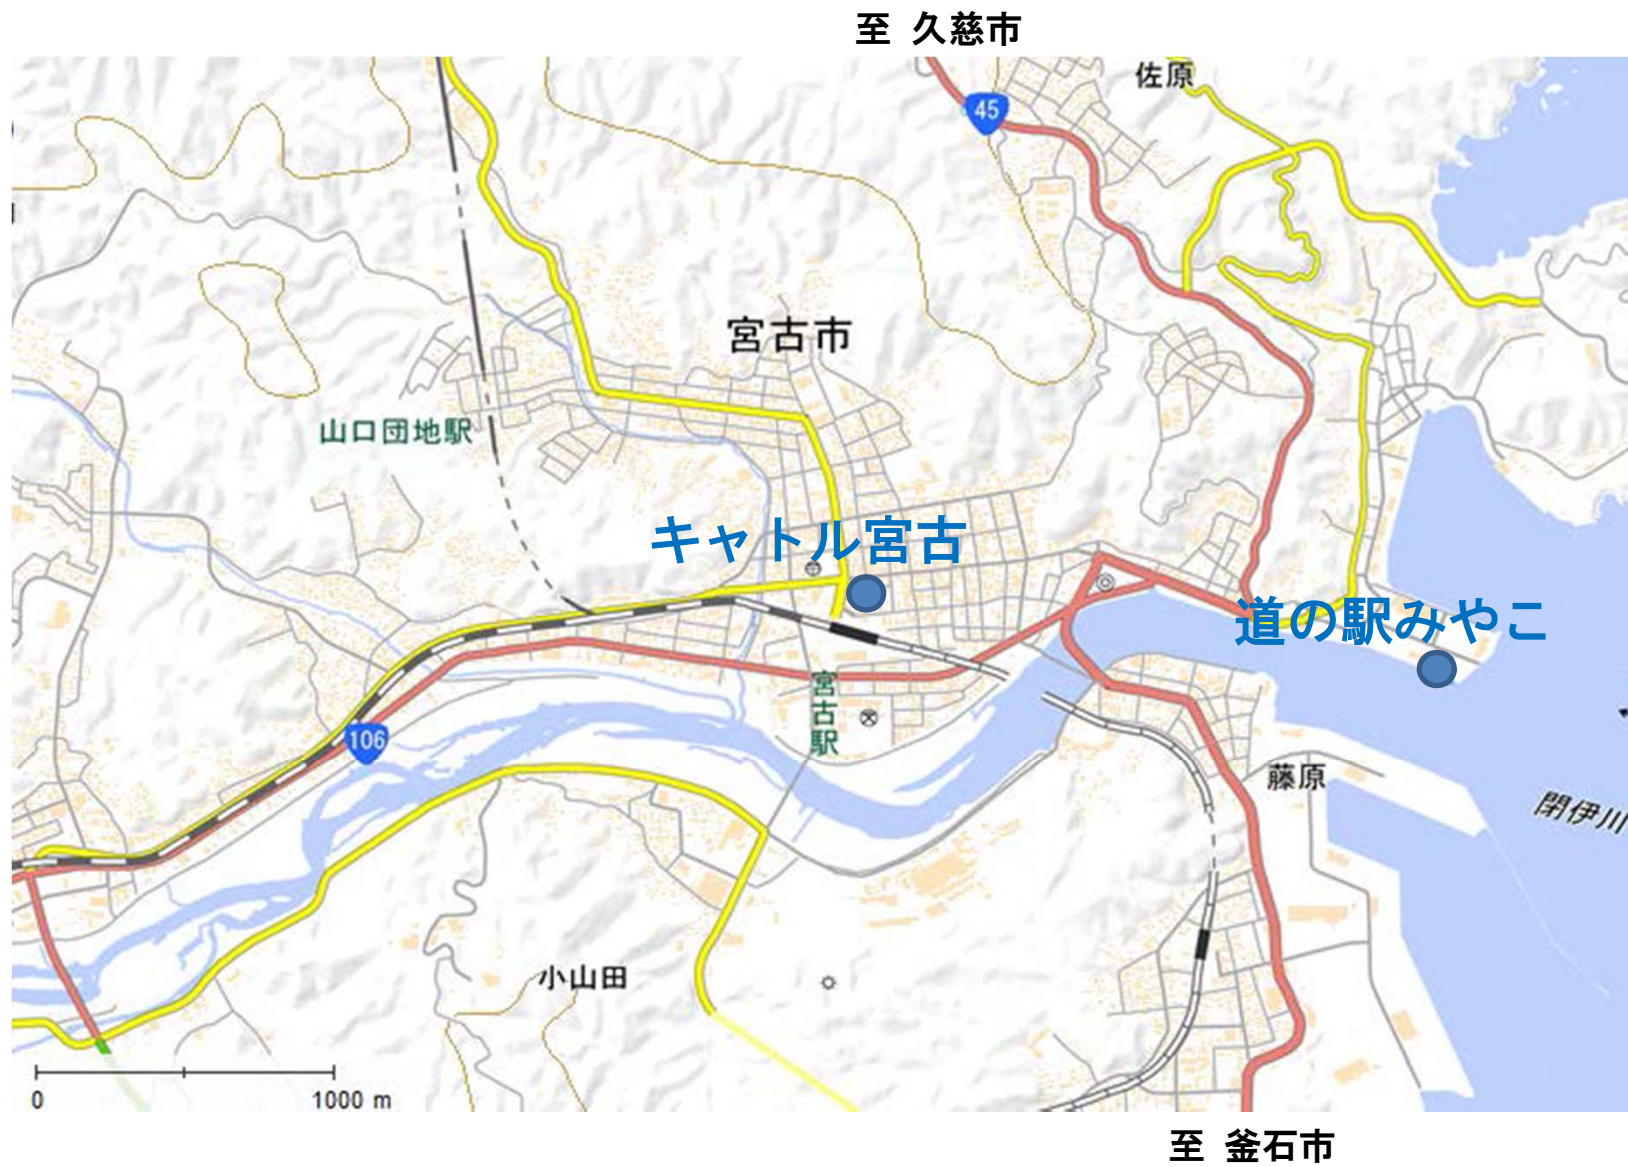 至 久慈市
佐原
45
宮古市
山口団地駅
キャトル宮古
道の駅みやこ
宮古駅
106
藤原
閉伊川
小山田
0
1000 m
至 釜石市